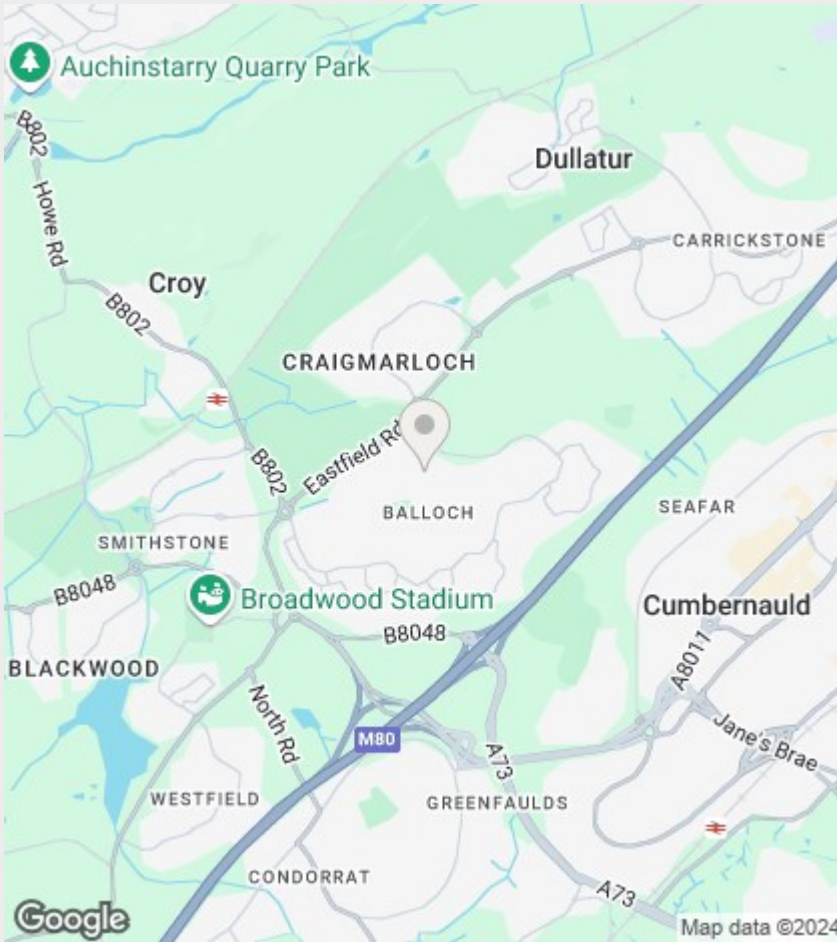 Auchinstarry Quarry Park
B802
Howe Rd
Dullatur
CARRICKSTONE
Croy
B802
CRAIGMARLOCH
Eastfield Rd
B802
BALLOCH
SEAFAR
SMITHSTONE
B8048
Broadwood Stadium
Cumbernauld
B8048
A8011
BLACKWOOD
North Rd
M80
Jane's Brae
A73
WESTFIELD
GREENFAULDS
CONDORRAT
A73
Google
Map data ©2024